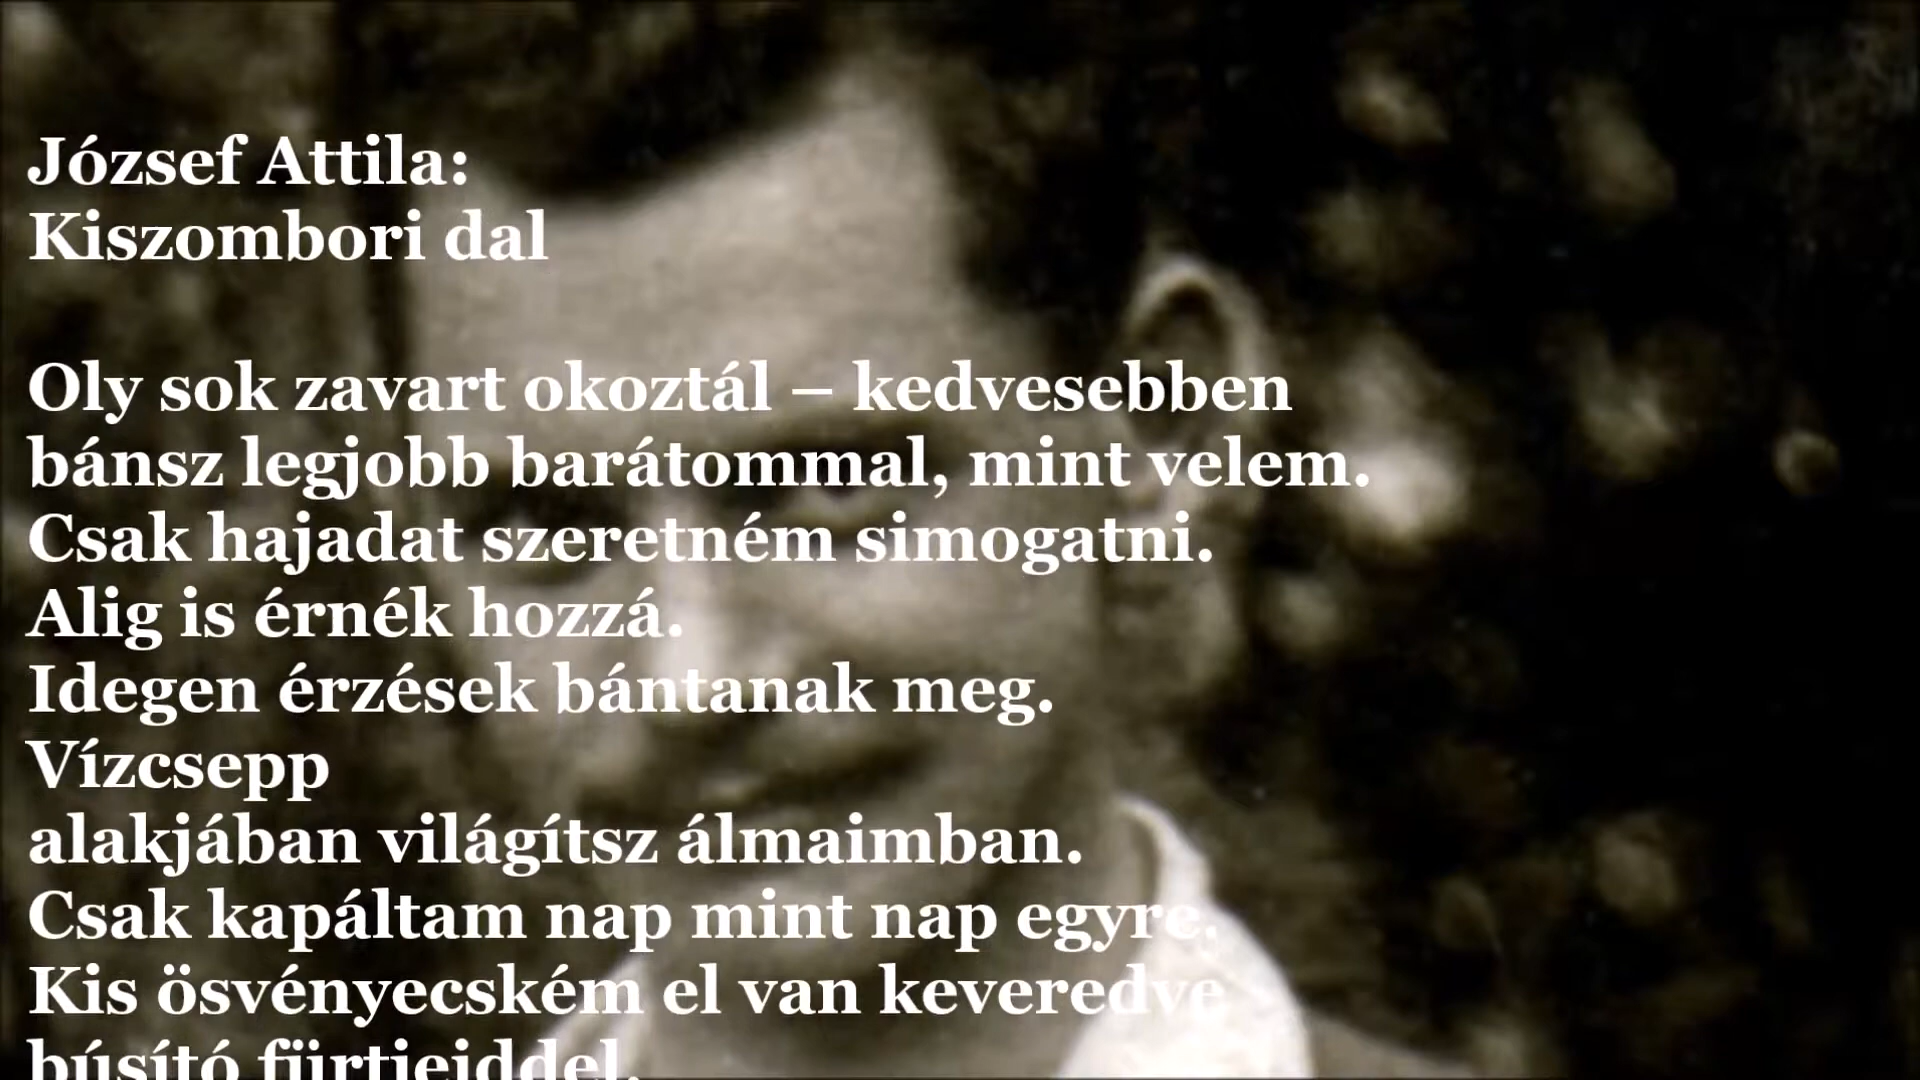 József Attila:
Kiszombori dal
Oly sok zavart okoztál – kedvesebben
bánsz legjobb barátommal, mint velem.
Csak hajadat szeretném simogatni.
Alig is érnék hozzá.
Idegen érzések bántanak meg.
Vízcsepp
alakjában világítsz álmaimban.
Csak kapáltam nap mint nap egyre.
Kis ösvényecském el van keveredve
búsító fürtjeiddel.